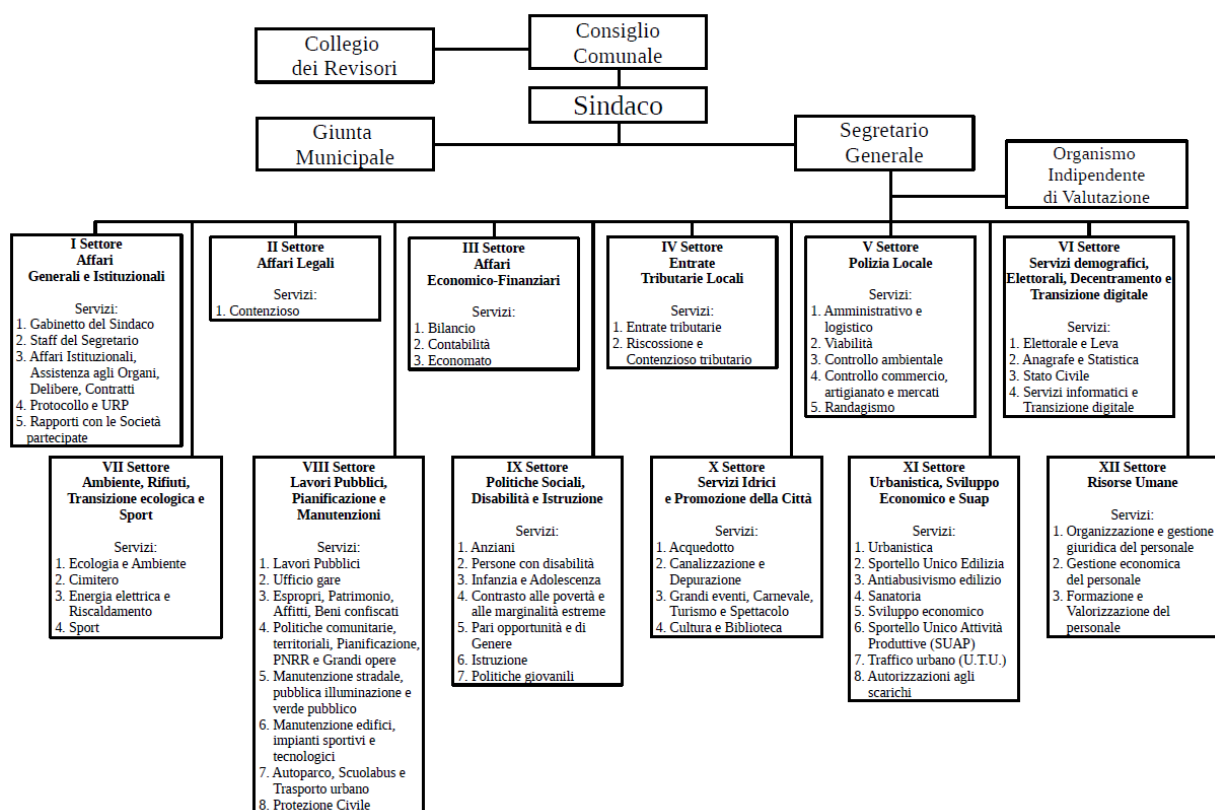 Collegio
dei Revisori
Consiglio
Comunale
Sindaco
Giunta
Municipale
Segretario
Generale
Organismo
Indipendente
di Valutazione
I Settore
Affari
Generali e Istituzionali
Servizi:
1. Gabinetto del Sindaco
2. Staff del Segretario
3. Affari Istituzionali,
Assistenza agli Organi,
Delibere, Contratti
4. Protocollo e URP
5. Rapporti con le Società
partecipate
II Settore
Affari Legali
Servizi:
1. Contenzioso
III Settore
Affari
Economico-Finanziari
Servizi:
1. Bilancio
2. Contabilità
3. Economato
IV Settore
Entrate
Tributarie Locali
Servizi:
1. Entrate tributarie
2. Riscossione e
Contenzioso tributario
V Settore
Polizia Locale
Servizi:
1. Amministrativo e
logistico
2. Viabilità
3. Controllo ambientale
4. Controllo commercio,
artigianato e mercati
5. Randagismo
VI Settore
Servizi demografici,
Elettorali, Decentramento e
Transizione digitale
Servizi:
1. Elettorale e Leva
2. Anagrafe e Statistica
3. Stato Civile
4. Servizi informatici e
Transizione digitale
VII Settore
Ambiente, Rifiuti,
Transizione ecologica e
Sport
Servizi:
1. Ecologia e Ambiente
2. Cimitero
3. Energia elettrica e
Riscaldamento
4. Sport
VIII Settore
Lavori Pubblici,
Pianificazione e
Manutenzioni
Servizi:
1. Lavori Pubblici
2. Ufficio gare
3. Espropri, Patrimonio,
Affitti, Beni confiscati
4. Politiche comunitarie,
territoriali, Pianificazione,
PNRR e Grandi opere
5. Manutenzione stradale,
pubblica illuminazione e
verde pubblico
6. Manutenzione edifici,
impianti sportivi e
tecnologici
7. Autoparco, Scuolabus e
Trasporto urbano
8. Protezione Civile
IX Settore
Politiche Sociali,
Disabilità e Istruzione
Servizi:
1. Anziani
2. Persone con disabilità
3. Infanzia e Adolescenza
4. Contrasto alle povertà e
alle marginalità estreme
5. Pari opportunità e di
Genere
6. Istruzione
7. Politiche giovanili
X Settore
Servizi Idrici
e Promozione della Città
Servizi:
1. Acquedotto
2. Canalizzazione e
Depurazione
3. Grandi eventi, Carnevale,
Turismo e Spettacolo
4. Cultura e Biblioteca
XI Settore
Urbanistica, Sviluppo
Economico e Suap
Servizi:
1. Urbanistica
2. Sportello Unico Edilizia
3. Antiabusivismo edilizio
4. Sanatoria
5. Sviluppo economico
6. Sportello Unico Attività
Produttive (SUAP)
7. Traffico urbano (U.T.U.)
8. Autorizzazioni agli
scarichi
XII Settore
Risorse Umane
Servizi:
1. Organizzazione e gestione
giuridica del personale
2. Gestione economica
del personale
3. Formazione e
Valorizzazione del
personale